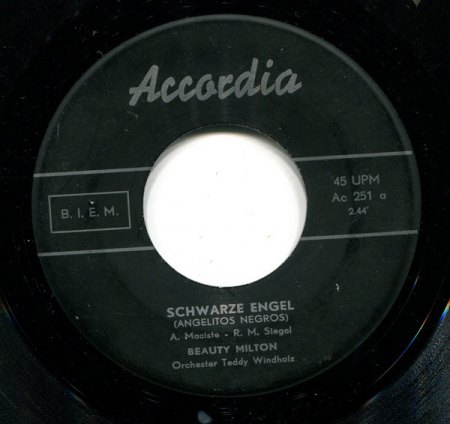 Accordia
B. I. E. M.
45 UPM
Ac 251 a
2.44'
SCHWARZE ENGEL
(ANGELITOS NEGROS)
A. Maciste - R. M. Siegel
BEAUTY MILTON
Orchester Teddy Windholz